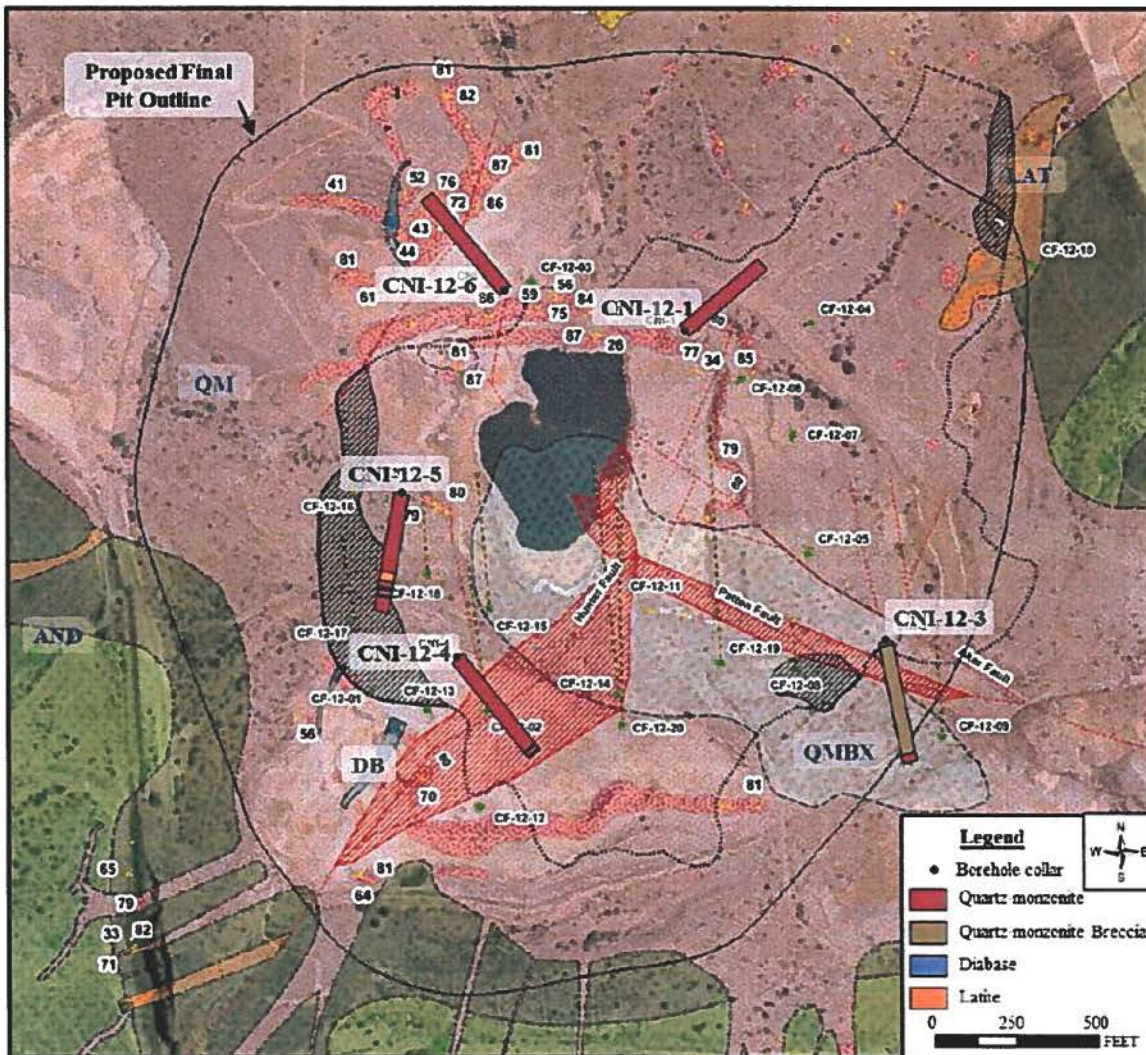 Proposed Final
Pit Outline
81
82
81
87
52
76
41
72
86
43
44
81
61
CNI-12-6
86
59
CF-12-03
56
84
75
CNI-12-1
87
26
77
34
85
81
87
CF-12-04
CF-12-06
CF-12-07
LAT
CF-12-10
QM
79
CNI-12-5
80
CF-12-16
CF-12-05
CF-12-18
CF-12-11
Hunter Fault
Patton Fault
CNI-12-3
AND
CF-12-17
CF-12-15
CNI-12-4
CF-12-19
CF-12-01
CF-12-13
CF-12-14
CF-12-08
CF-12-09
CF-12-20
56
DB
QMBX
70
81
CF-12-12
65
81
64
79
33
82
71
Legend
Borehole collar
Quartz monzonite
Quartz monzonite Breccia
Diabase
Latite
0 250 500
FEET
N
W E
S